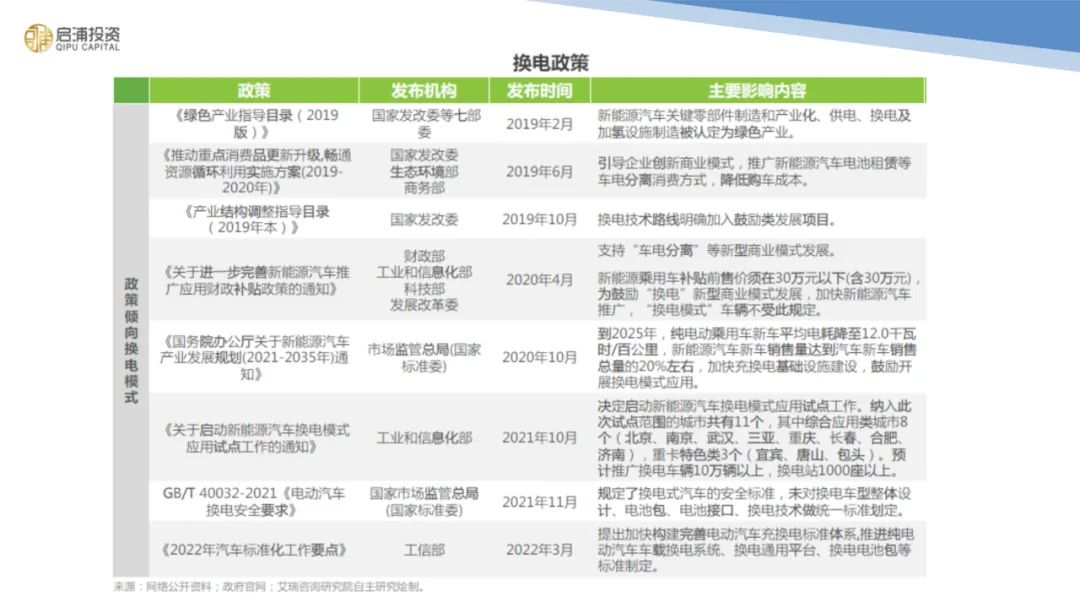 启浦投资
QIPU CAPITAL
换电政策
政策 发布机构 发布时间 主要影响内容
政策倾向换电模式
《绿色产业指导目录（2019
版）》
国家发改委等七部
委
2019年2月
新能源汽车关键零部件制造和产业化、供电、换电及
加氢设施制造被认定为绿色产业。
《推动重点消费品更新升级,畅通
资源循环利用实施方案(2019-
2020年)》
国家发改委
生态环境部
商务部
2019年6月
引导企业创新商业模式，推广新能源汽车电池租赁等
车电分离消费方式，降低购车成本。
《产业结构调整指导目录
（2019年本）》
国家发改委
2019年10月
换电技术路线明确加入鼓励类发展项目。
《关于进一步完善新能源汽车推
广应用财政补贴政策的通知》
财政部
工业和信息化部
科技部
发展改革委
2020年4月
支持“车电分离”等新型商业模式发展。
新能源乘用车补贴前售价须在30万元以下(含30万元)，
为鼓励“换电”新型商业模式发展，加快新能源汽车
推广，“换电模式”车辆不受此规定。
《国务院办公厅关于新能源汽车
产业发展规划(2021-2035年)通
知》
市场监管总局(国家
标准委)
2020年10月
到2025年，纯电动乘用车新车平均电耗降至12.0千瓦
时/百公里，新能源汽车新车销售量达到汽车新车销售
总量的20%左右，加快充换电基础设施建设，鼓励开
展换电模式应用。
《关于启动新能源汽车换电模式
应用试点工作的通知》
工业和信息化部
2021年10月
决定启动新能源汽车换电模式应用试点工作。纳入此
次试点范围的城市共有11个，其中综合应用类城市8
个（北京、南京、武汉、三亚、重庆、长春、合肥、
济南），重卡特色类3个（宜宾、唐山、包头）。预
计推广换电车辆10万辆以上，换电站1000座以上。
GB/T 40032-2021《电动汽车
换电安全要求》
国家市场监管总局
(国家标准委)
2021年11月
规定了换电式汽车的安全标准，未对换电车型整体设
计、电池包、电池接口、换电技术做统一标准划定。
《2022年汽车标准化工作要点》
工信部
2022年3月
提出加快构建完善电动汽车充换电标准体系,推进纯电
动汽车车载换电系统、换电通用平台、换电电池包等
标准制定。
来源：网络公开资料；政府官网；艾瑞咨询研究院自主研究绘制。